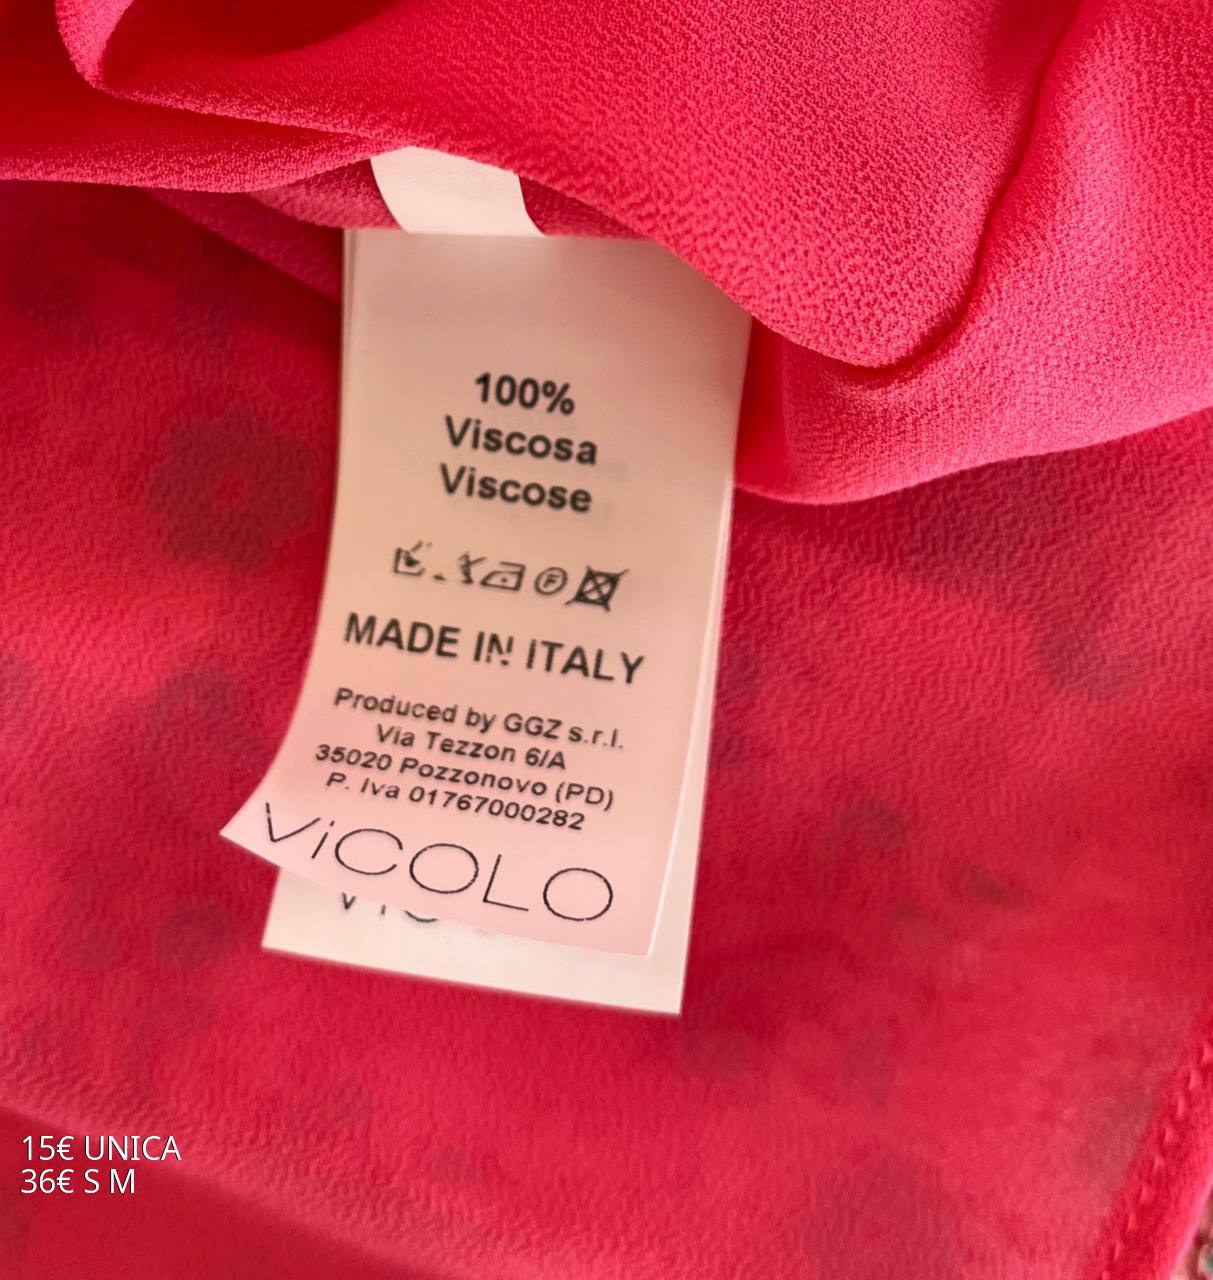 100%
Viscosa
Viscose
F
MADE IN ITALY
Produced by GGZ s.r.l.
Via Tezzon 6/A
35020 Pozzonovo (PD)
P. Iva 01767000282
ViCOLO
15€ UNICA
36€ S M